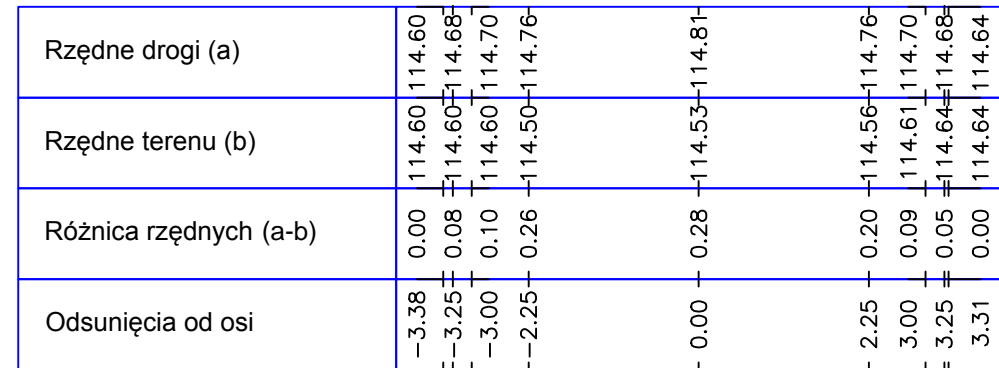 Rzędne drogi (a) 114.60 114.68 114.70 114.76 114.81 114.76 114.70 114.68 114.64
Rzędne terenu (b) 114.60 114.60 114.60 114.50 114.53 114.56 114.61 114.64 114.64
Różnica rzędnych (a-b) 0.00 0.08 0.10 0.26 0.28 0.20 0.09 0.05 0.00
Odsunięcia od osi -3.38 -3.25 -3.00 -2.25 0.00 2.25 3.00 3.25 3.31